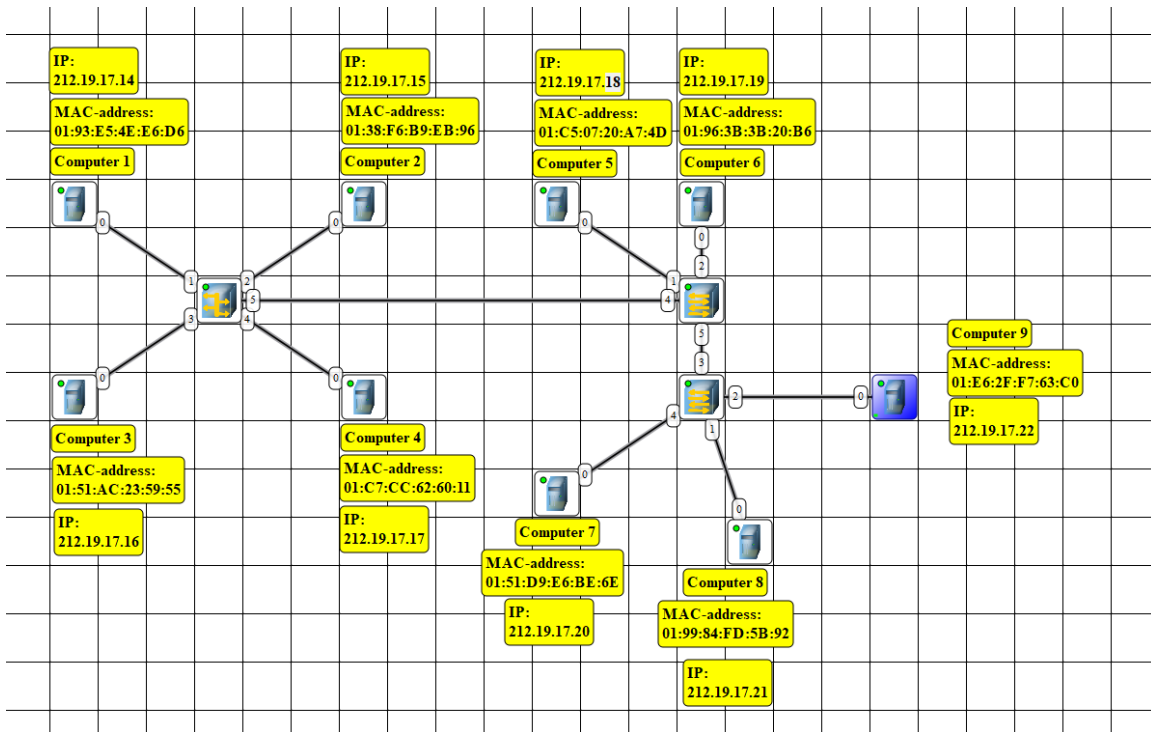 IP:
212.19.17.14
MAC-address:
01:93:E5:4E:E6:D6
Computer 1
IP:
212.19.17.15
MAC-address:
01:38:F6:B9:EB:96
Computer 2
IP:
212.19.17.18
MAC-address:
01:C5:07:20:A7:4D
Computer 5
IP:
212.19.17.19
MAC-address:
01:96:3B:3B:20:B6
Computer 6
0
0
0
0
2
1
2
1
5
4
3
4
5
3
Computer 9
MAC-address:
01:E6:2F:F7:63:C0
IP:
212.19.17.22
0
0
2
0
4
1
Computer 3
MAC-address:
01:51:AC:23:59:55
IP:
212.19.17.16
Computer 4
MAC-address:
01:C7:CC:62:60:11
IP:
212.19.17.17
0
0
Computer 7
MAC-address:
01:51:D9:E6:BE:6E
IP:
212.19.17.20
Computer 8
MAC-address:
01:99:84:FD:5B:92
IP:
212.19.17.21